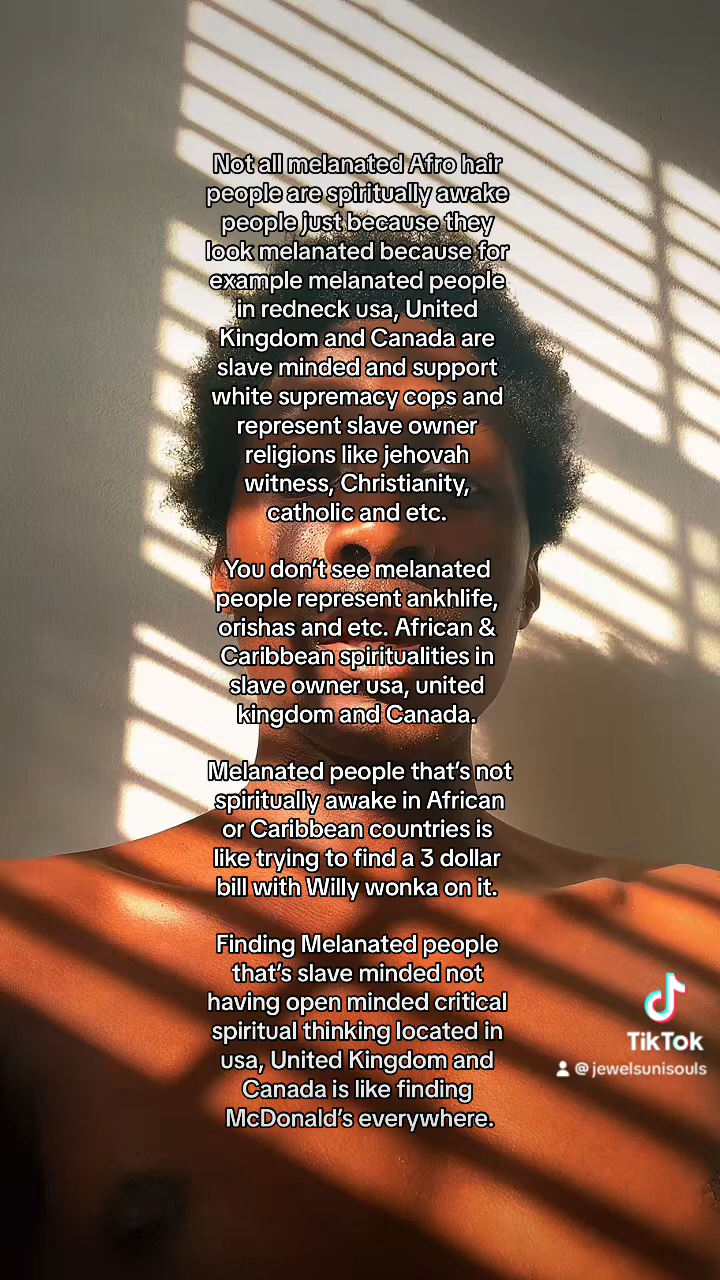 Not all melanated Afro hair
people are spiritually awake
people just because they
look melanated because for
example melanated people
in redneck usa, United
Kingdom and Canada are
slave minded and support
white supremacy cops and
represent slave owner
religions like jehovah
witness, Christianity,
catholic and etc.
You don't see melanated
people represent ankhlife,
orishas and etc. African &
Caribbean spiritualities in
slave owner usa, united
kingdom and Canada.
Melanated people that's not
spiritually awake in African
or Caribbean countries is
like trying to find a 3 dollar
bill with Willy wonka on it.
Finding Melanated people
that's slave minded not
having open minded critical
spiritual thinking located in
usa, United Kingdom and
Canada is like finding
McDonald's everywhere.
TikTok
@jewelsunisouls